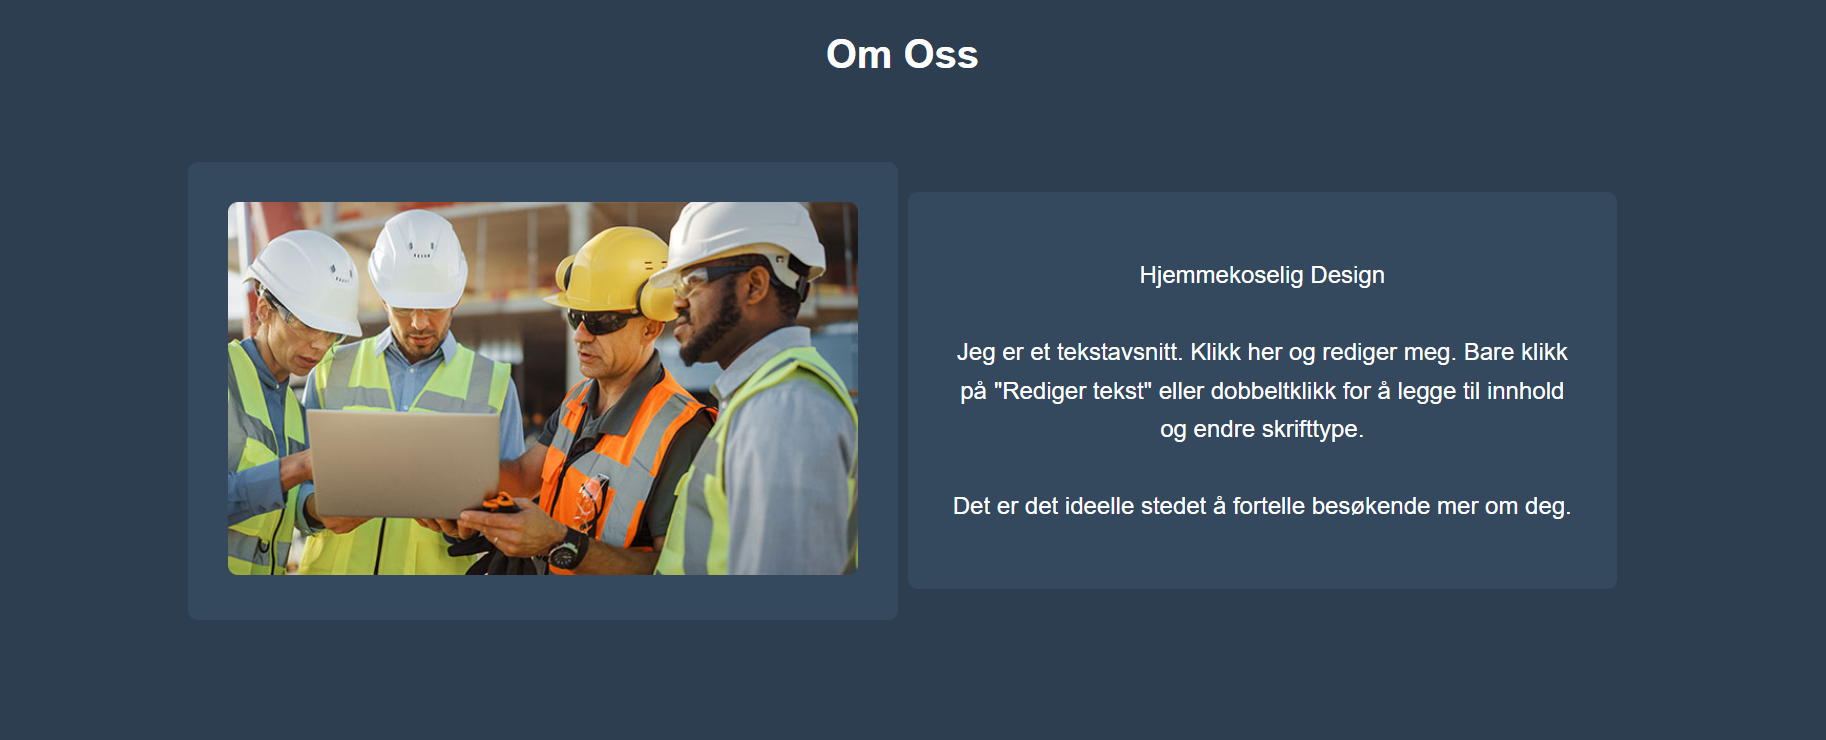 Om Oss
Hjemmekoselig Design
Jeg er et tekstavsnitt. Klikk her og rediger meg. Bare klikk
på "Rediger tekst" eller dobbeltklikk for å legge til innhold
og endre skrifttype.
Det er det ideelle stedet å fortelle besøkende mer om deg.